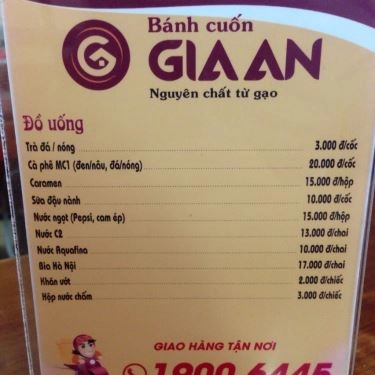 Bánh cuốn
GIA AN
Nguyên chất từ gạo
Đồ uống
Trà đá / nóng 3.000 đ/cốc
Cà phê MC1 (đen/nâu, đá/nóng) 20.000 đ/cốc
Caramen 15.000 đ/hộp
Sữa đậu nành 10.000 đ/cốc
Nước ngọt (Pepsi, cam ép) 15.000 đ/hộp
Nước C2 13.000 đ/chai
Nước Aquafina 10.000 đ/chai
Bia Hà Nội 17.000 đ/chai
Khăn ướt 2.000 đ/chiếc
Hộp nước chấm 3.000 đ/chiếc
GIAO HÀNG TẬN NƠI
1900 6445